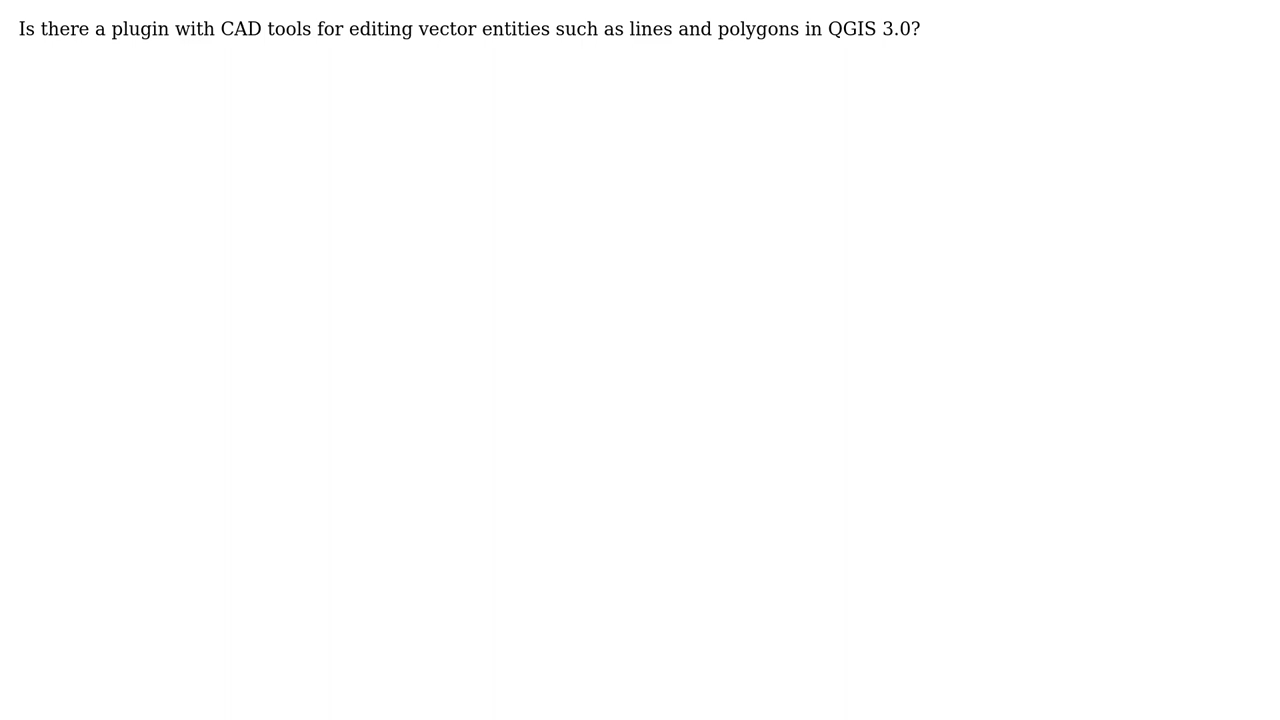 Is there a plugin with CAD tools for editing vector entities such as lines and polygons in QGIS 3.0?